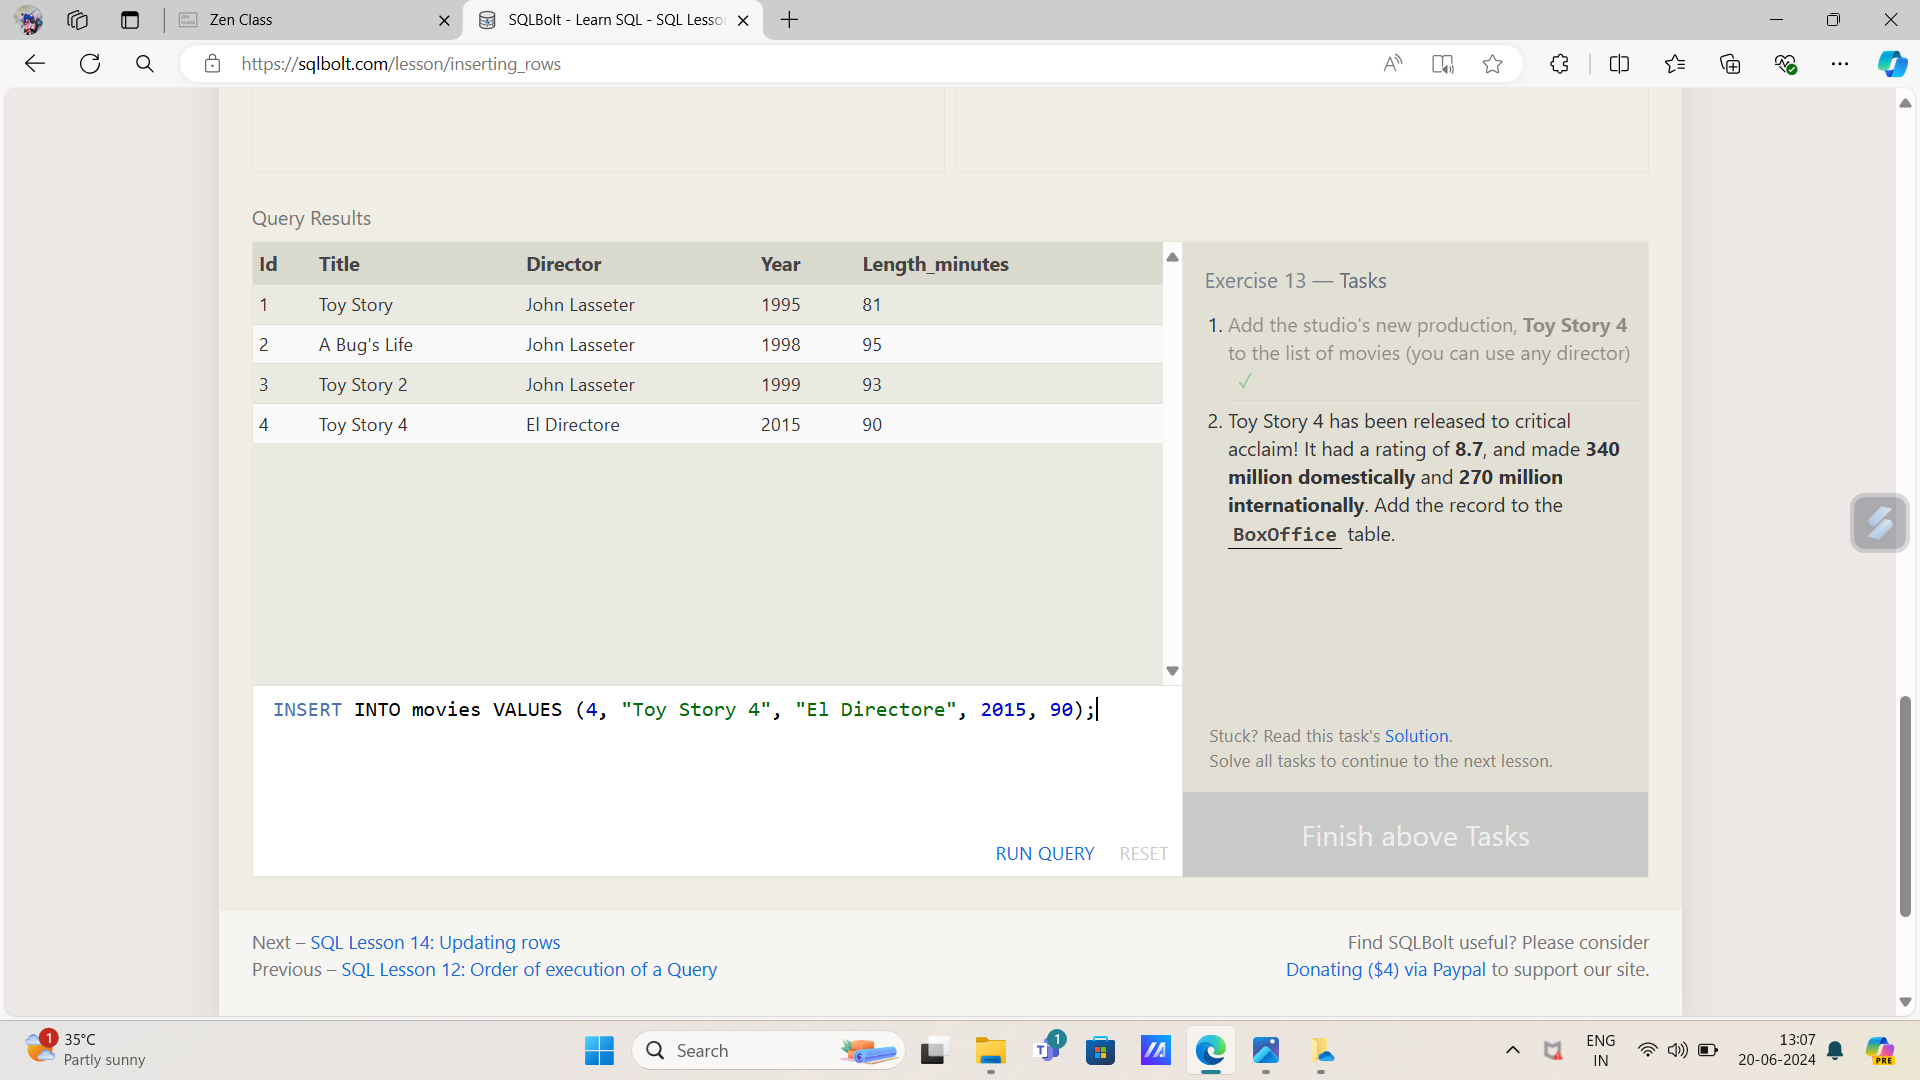 Zen Class
SQLBolt - Learn SQL - SQL Lesso
https://sqlbolt.com/lesson/inserting_rows
Query Results
Id Title Director Year Length_minutes
1 Toy Story John Lasseter 1995 81
2 A Bug's Life John Lasseter 1998 95
3 Toy Story 2 John Lasseter 1999 93
4 Toy Story 4 El Directore 2015 90
INSERT INTO movies VALUES (4, "Toy Story 4", "El Directore", 2015, 90);
RUN QUERY RESET
Exercise 13 — Tasks
1. Add the studio's new production, Toy Story 4
to the list of movies (you can use any director)
✓
2. Toy Story 4 has been released to critical
acclaim! It had a rating of 8.7, and made 340
million domestically and 270 million
internationally. Add the record to the
BoxOffice table.
Stuck? Read this task's Solution.
Solve all tasks to continue to the next lesson.
Finish above Tasks
Next – SQL Lesson 14: Updating rows
Previous – SQL Lesson 12: Order of execution of a Query
Find SQLBolt useful? Please consider
Donating ($4) via Paypal to support our site.
1
35°C
Partly sunny
Search
1
ENG
IN
13:07
20-06-2024
PRE